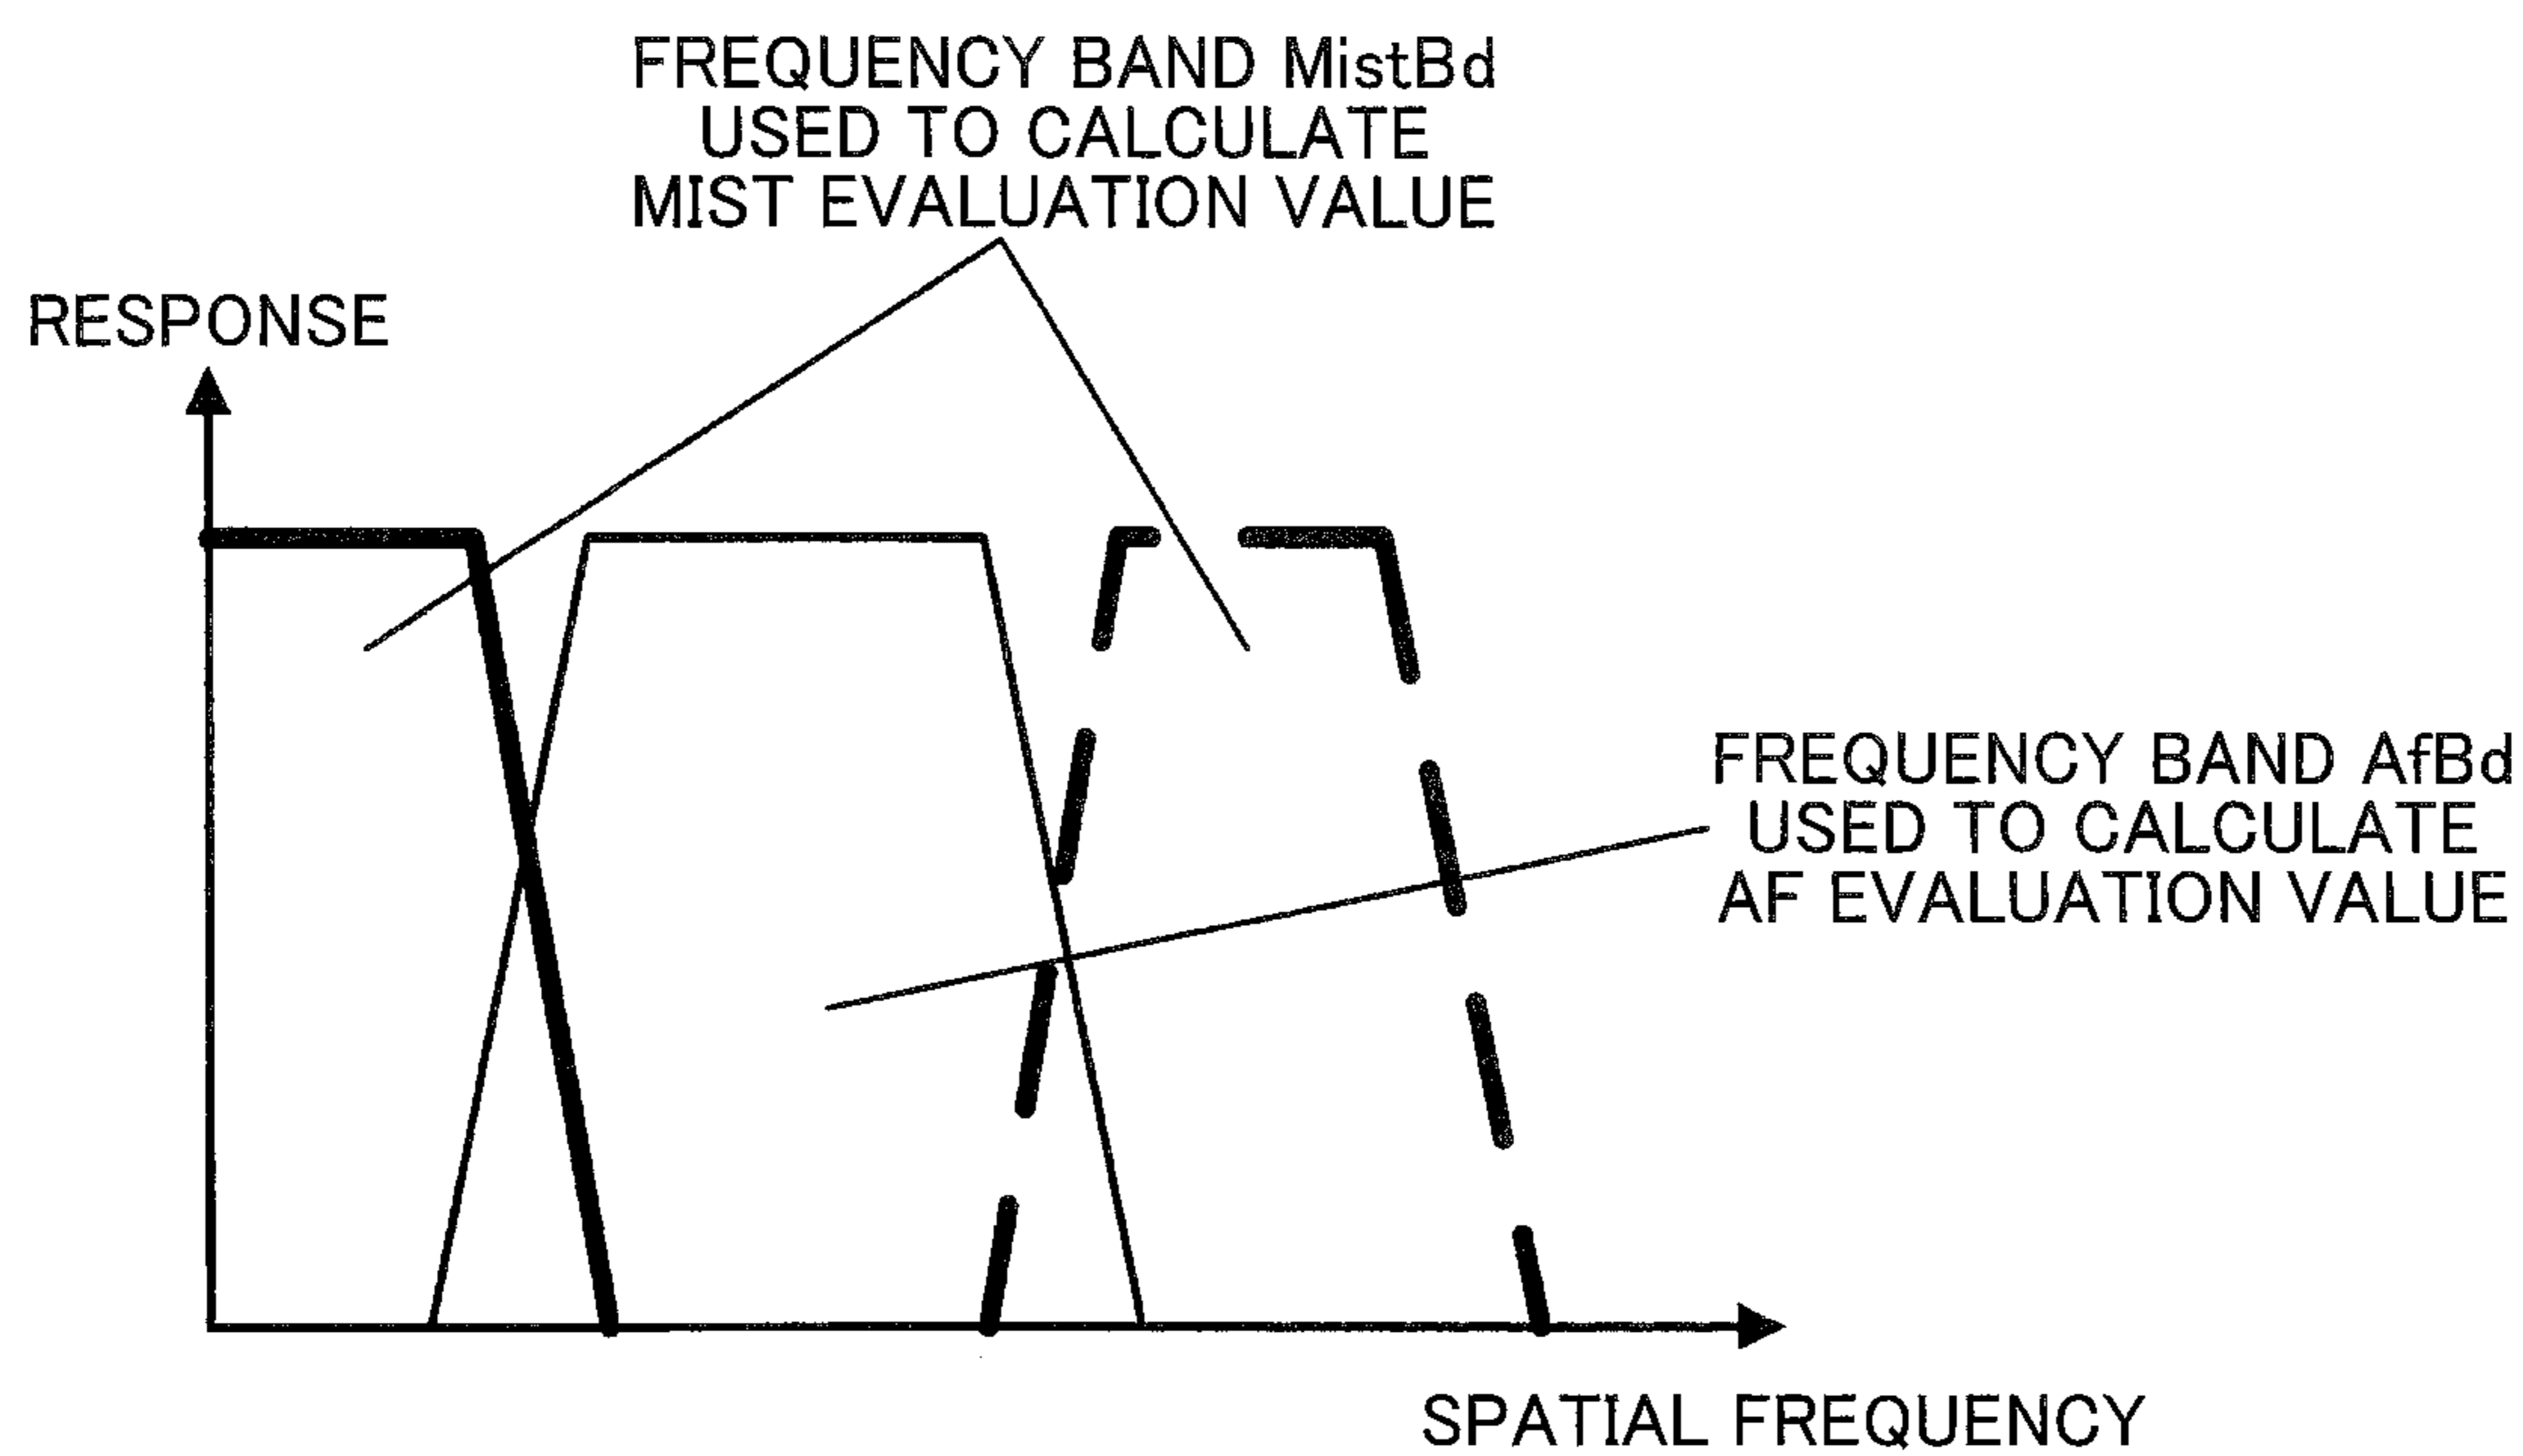 FREQUENCY BAND MistBd
USED TO CALCULATE
MIST EVALUATION VALUE
RESPONSE
FREQUENCY BAND AfBd
USED TO CALCULATE
AF EVALUATION VALUE
SPATIAL FREQUENCY